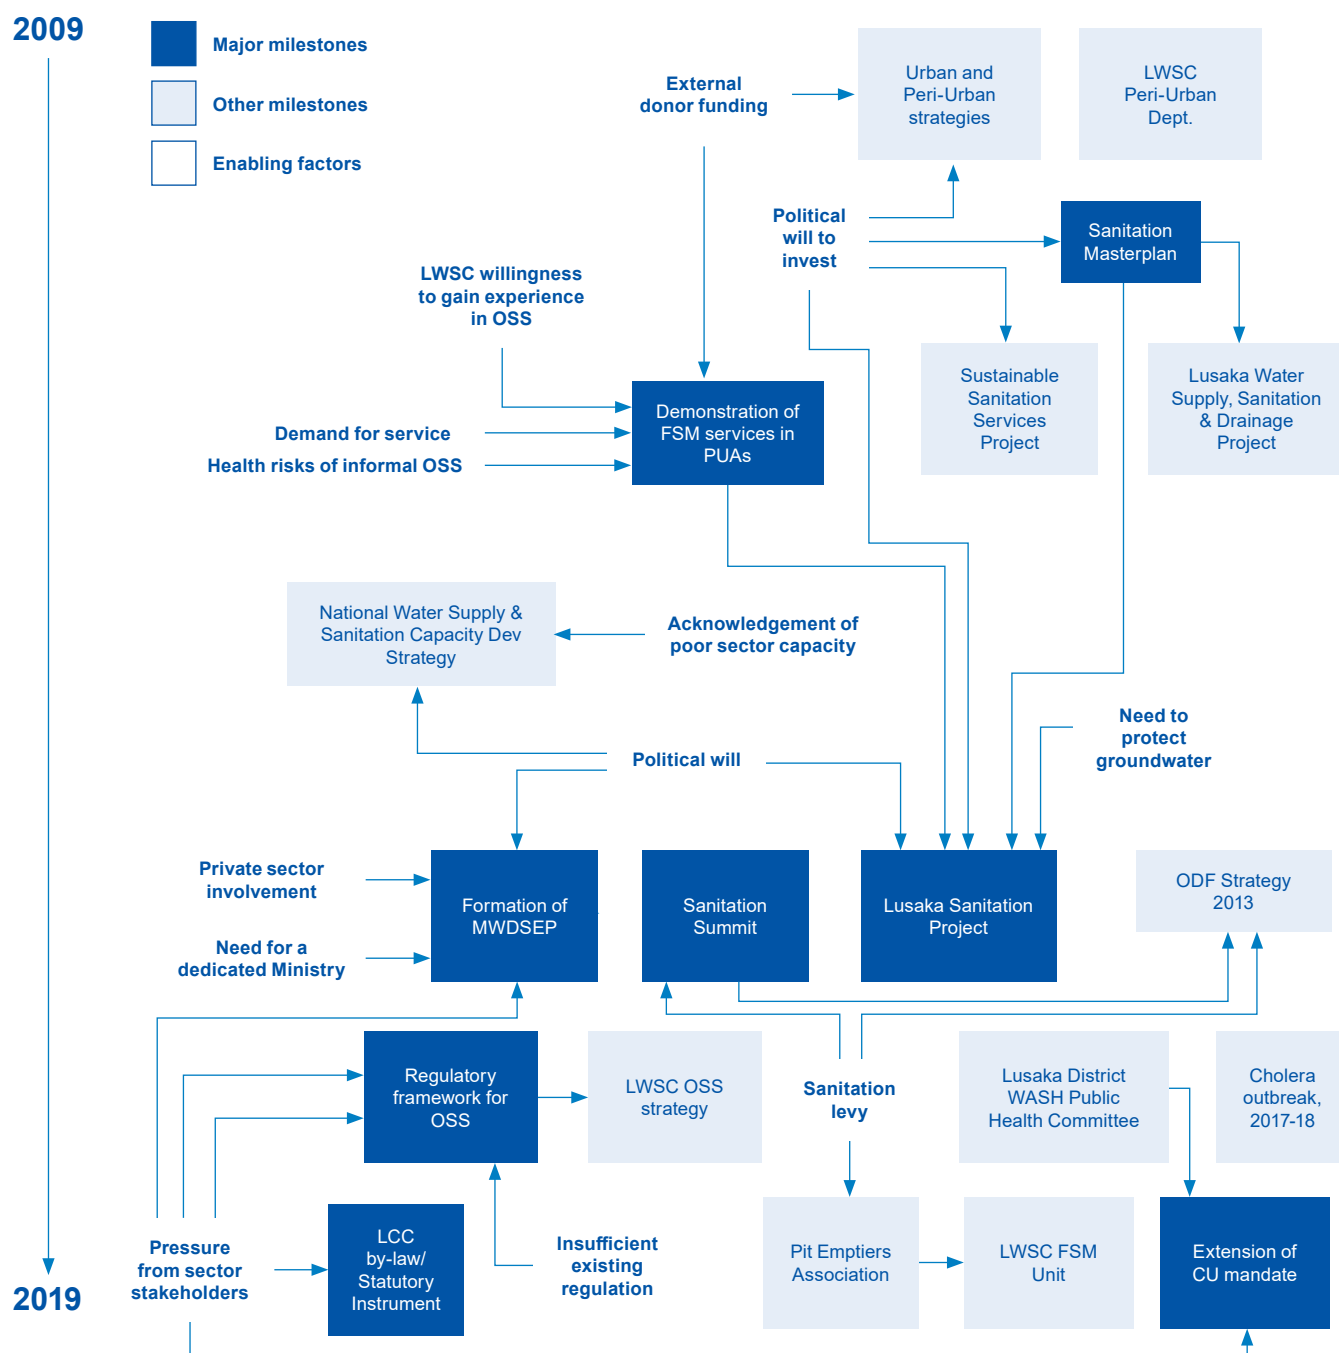 2009
Major milestones
Other milestones
Enabling factors
External
donor funding
Urban and
Peri-Urban
strategies
LWSC
Peri-Urban
Dept.
Political
will to
invest
Sanitation
Masterplan
LWSC willingness
to gain experience
in OSS
Sustainable
Sanitation
Services
Project
Lusaka Water
Supply, Sanitation
& Drainage
Project
Demonstration of
FSM services in
PUAs
Demand for service
Health risks of informal OSS
National Water Supply &
Sanitation Capacity Dev
Strategy
Acknowledgement of
poor sector capacity
Need to
protect
groundwater
Political will
Private sector
involvement
Need for a
dedicated Ministry
Formation of
MWDSEP
Sanitation
Summit
Lusaka Sanitation
Project
ODF Strategy
2013
Regulatory
framework for
OSS
LWSC OSS
strategy
Sanitation
levy
Lusaka District
WASH Public
Health Committee
Cholera
outbreak,
2017-18
Pressure
from sector
stakeholders
LCC
by-law/
Statutory
Instrument
Insufficient
existing
regulation
Pit Emptiers
Association
LWSC FSM
Unit
Extension of
CU mandate
2019